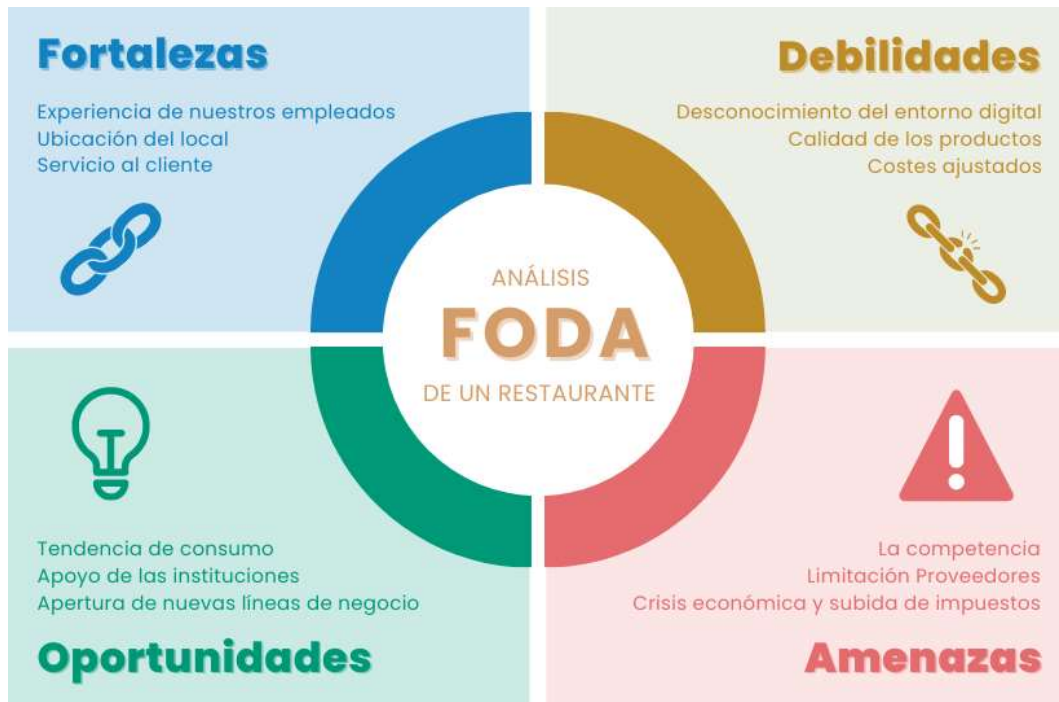 Fortalezas
Experiencia de nuestros empleados
Ubicación del local
Servicio al cliente
Debilidades
Desconocimiento del entorno digital
Calidad de los productos
Costes ajustados
ANÁLISIS
FODA
DE UN RESTAURANTE
Tendencia de consumo
Apoyo de las instituciones
Apertura de nuevas líneas de negocio
Oportunidades
La competencia
Limitación Proveedores
Crisis económica y subida de impuestos
Amenazas